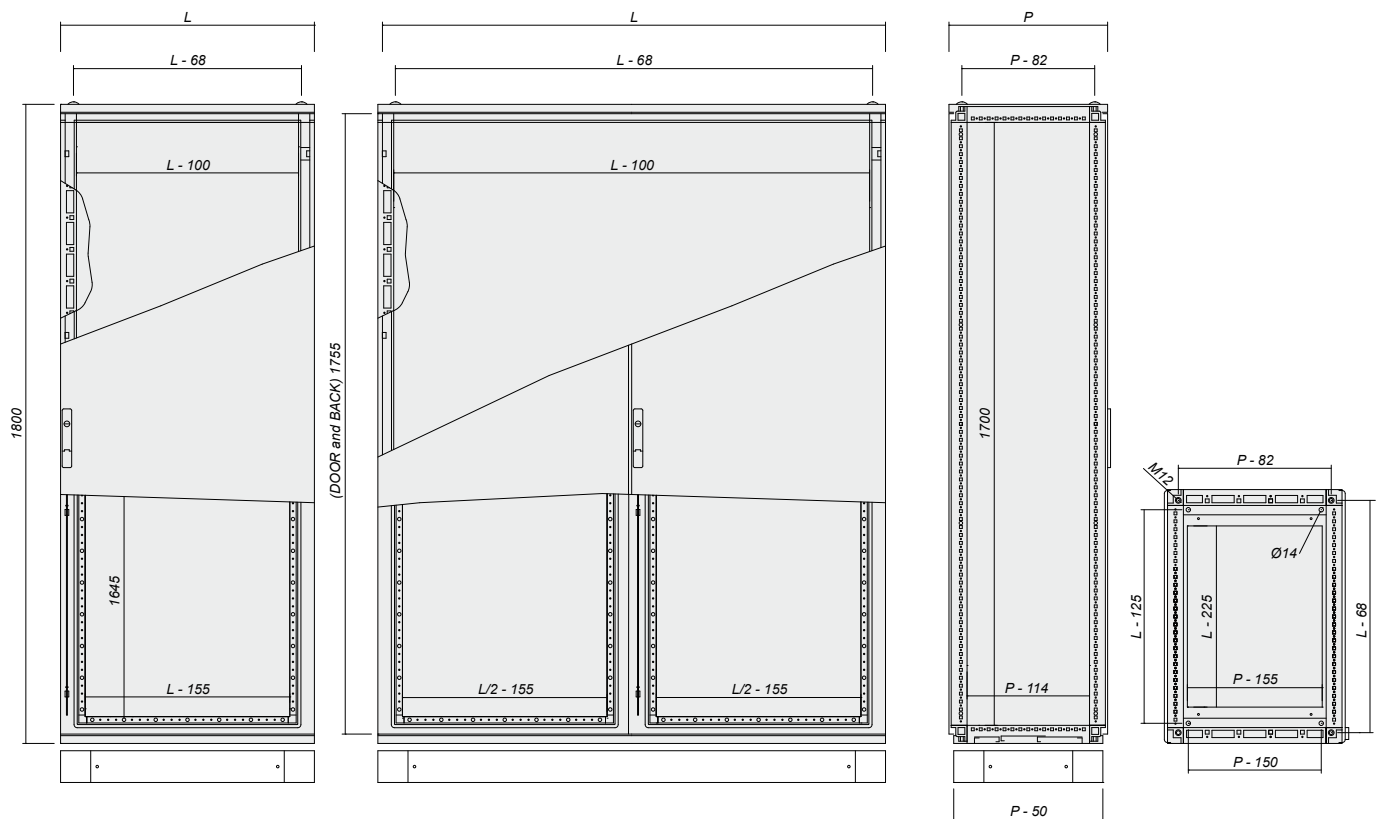 L
L - 68
L - 100
1800
1645
L - 155
L
L - 68
L - 100
(DOOR and BACK) 1755
L/2 - 155
L/2 - 155
P
P - 82
1700
P - 114
P - 50
P - 82
M12
Ø14
L - 125
L - 225
L - 68
P - 155
P - 150